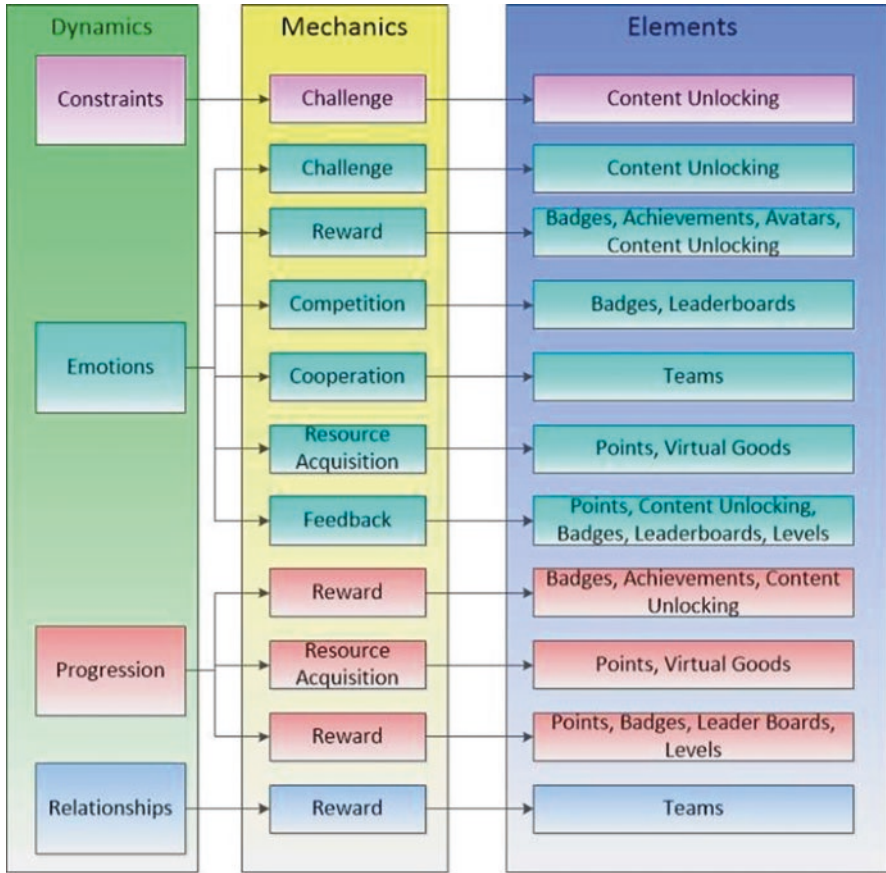 Dynamics
Mechanics
Elements
Constraints
Challenge
Content Unlocking
Challenge
Content Unlocking
Reward
Badges, Achievements, Avatars,
Content Unlocking
Competition
Badges, Leaderboards
Emotions
Cooperation
Teams
Resource
Acquisition
Points, Virtual Goods
Feedback
Points, Content Unlocking,
Badges, Leaderboards, Levels
Reward
Badges, Achievements, Content
Unlocking
Progression
Resource
Acquisition
Points, Virtual Goods
Reward
Points, Badges, Leader Boards,
Levels
Relationships
Reward
Teams